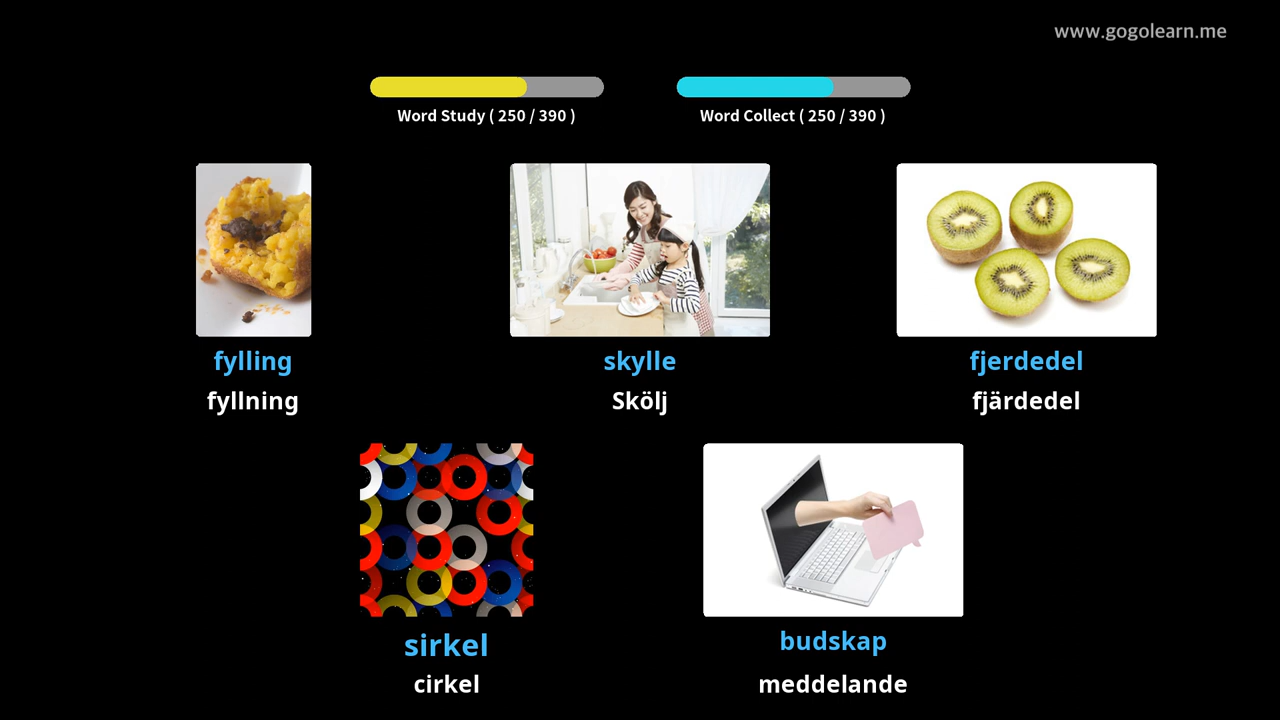 www.gogolearn.me
Word Study ( 250 / 390 )
Word Collect ( 250 / 390 )
fylling
fyllning
skylle
Skölj
fjerdedel
fjärdedel
sirkel
cirkel
budskap
meddelande